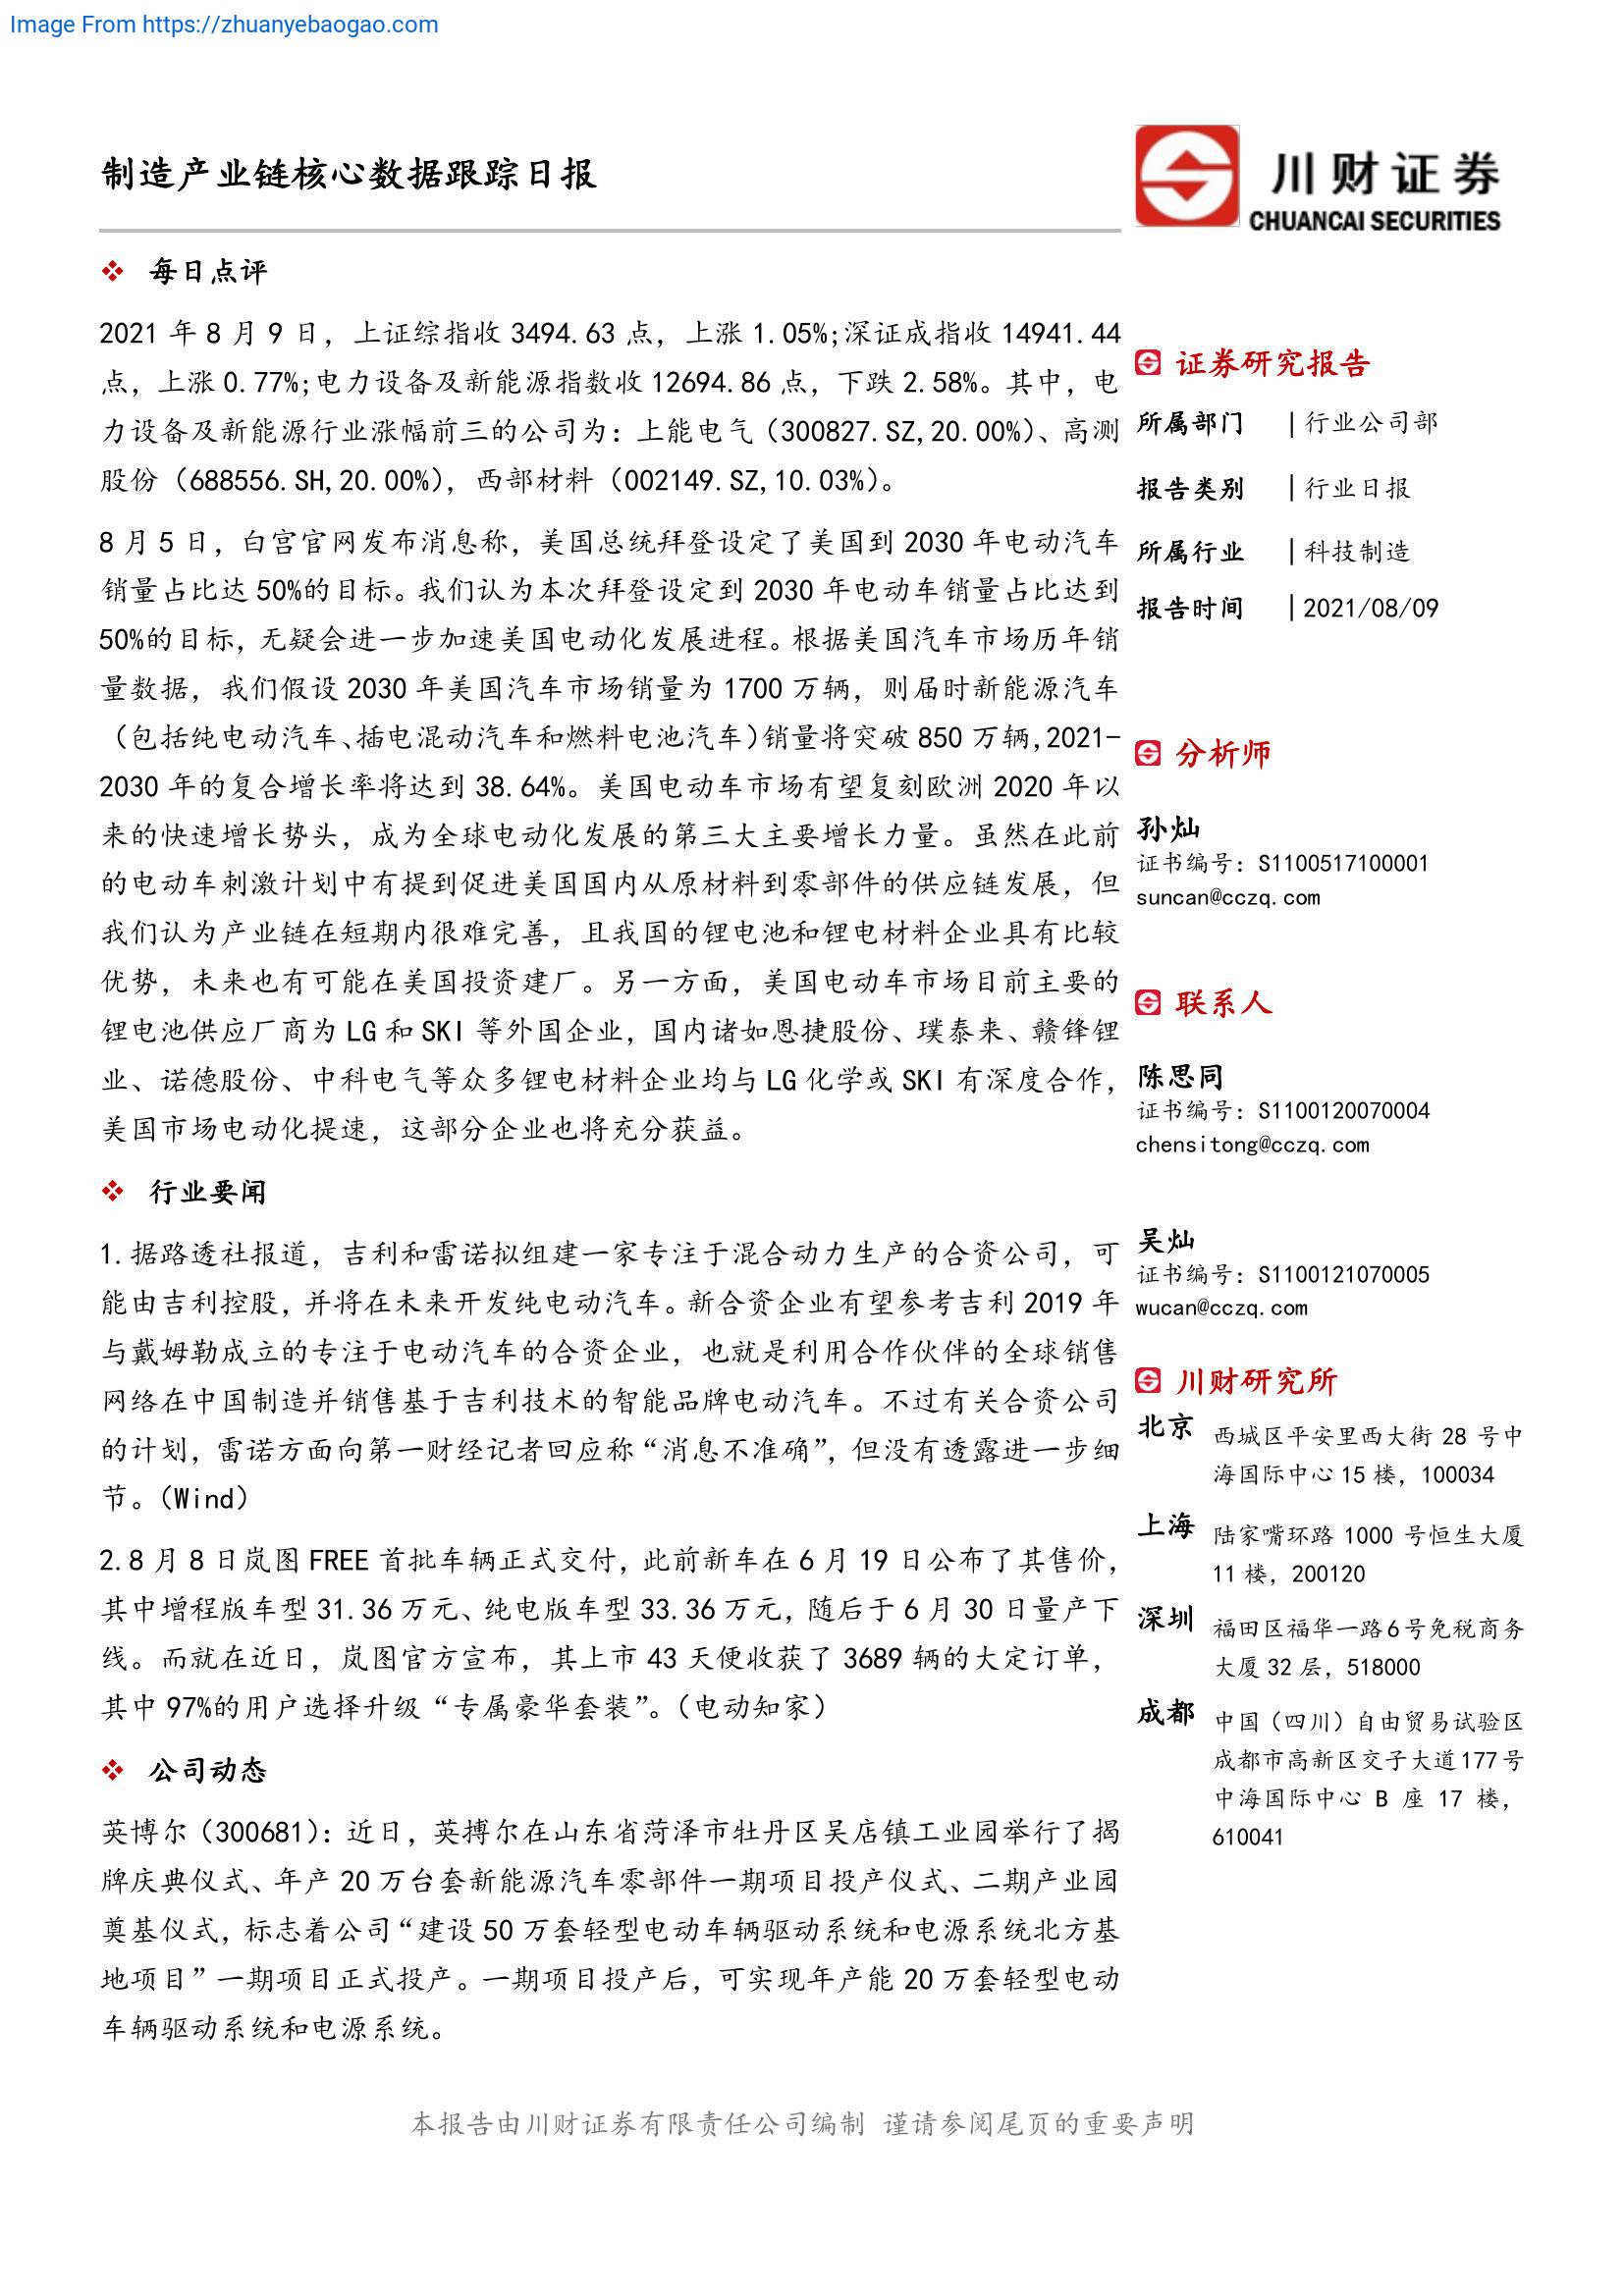 Image From https://zhuanyebaogao.com
制造产业链核心数据跟踪日报
川财证券
CHUANCAI SECURITIES
❖ 每日点评
2021 年 8 月 9 日，上证综指收 3494.63 点，上涨 1.05%;深证成指收 14941.44
点，上涨 0.77%;电力设备及新能源指数收 12694.86 点，下跌 2.58%。其中，电
力设备及新能源行业涨幅前三的公司为：上能电气（300827.SZ,20.00%）、高测
股份（688556.SH,20.00%），西部材料（002149.SZ,10.03%）。
8 月 5 日，白宫官网发布消息称，美国总统拜登设定了美国到 2030 年电动汽车
销量占比达 50%的目标。我们认为本次拜登设定到 2030 年电动车销量占比达到
50%的目标，无疑会进一步加速美国电动化发展进程。根据美国汽车市场历年销
量数据，我们假设 2030 年美国汽车市场销量为 1700 万辆，则届时新能源汽车
（包括纯电动汽车、插电混动汽车和燃料电池汽车）销量将突破 850 万辆,2021-
2030 年的复合增长率将达到 38.64%。美国电动车市场有望复刻欧洲 2020 年以
来的快速增长势头，成为全球电动化发展的第三大主要增长力量。虽然在此前
的电动车刺激计划中有提到促进美国国内从原材料到零部件的供应链发展，但
我们认为产业链在短期内很难完善，且我国的锂电池和锂电材料企业具有比较
优势，未来也有可能在美国投资建厂。另一方面，美国电动车市场目前主要的
锂电池供应厂商为 LG 和 SKI 等外国企业，国内诸如恩捷股份、璞泰来、赣锋锂
业、诺德股份、中科电气等众多锂电材料企业均与 LG 化学或 SKI 有深度合作，
美国市场电动化提速，这部分企业也将充分获益。
❖ 行业要闻
1.据路透社报道，吉利和雷诺拟组建一家专注于混合动力生产的合资公司，可
能由吉利控股，并将在未来开发纯电动汽车。新合资企业有望参考吉利 2019 年
与戴姆勒成立的专注于电动汽车的合资企业，也就是利用合作伙伴的全球销售
网络在中国制造并销售基于吉利技术的智能品牌电动汽车。不过有关合资公司
的计划，雷诺方面向第一财经记者回应称“消息不准确”，但没有透露进一步细
节。（Wind）
2.8 月 8 日岚图 FREE 首批车辆正式交付，此前新车在 6 月 19 日公布了其售价，
其中增程版车型 31.36 万元、纯电版车型 33.36 万元，随后于 6 月 30 日量产下
线。而就在近日，岚图官方宣布，其上市 43 天便收获了 3689 辆的大定订单，
其中 97%的用户选择升级“专属豪华套装”。（电动知家）
❖ 公司动态
英博尔（300681）：近日，英搏尔在山东省菏泽市牡丹区吴店镇工业园举行了揭
牌庆典仪式、年产 20 万台套新能源汽车零部件一期项目投产仪式、二期产业园
奠基仪式，标志着公司“建设 50 万套轻型电动车辆驱动系统和电源系统北方基
地项目”一期项目正式投产。一期项目投产后，可实现年产能 20 万套轻型电动
车辆驱动系统和电源系统。
证券研究报告
所属部门 | 行业公司部
报告类别 | 行业日报
所属行业 | 科技制造
报告时间 | 2021/08/09
分析师
孙灿
证书编号：S1100517100001
suncan@cczq.com
联系人
陈思同
证书编号：S1100120070004
chensitong@cczq.com
吴灿
证书编号：S1100121070005
wucan@cczq.com
川财研究所
北京 西城区平安里西大街 28 号中
海国际中心 15 楼，100034
上海 陆家嘴环路 1000 号恒生大厦
11 楼，200120
深圳 福田区福华一路 6 号免税商务
大厦 32 层，518000
成都 中国（四川）自由贸易试验区
成都市高新区交子大道 177 号
中海国际中心 B 座 17 楼，
610041
本报告由川财证券有限责任公司编制 谨请参阅尾页的重要声明